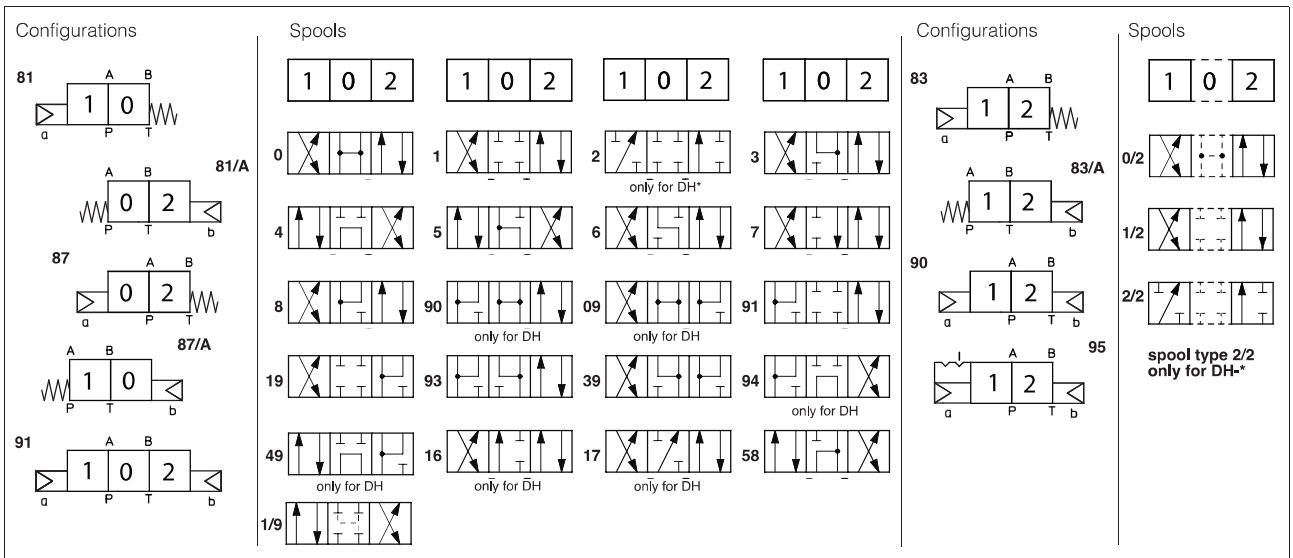 Configurations
81
A B
1 0
a P T
81/A
A B
0 2
P T b
87
A B
0 2
a P T
87/A
A B
1 0
P T b
91
A B
1 0 2
a P T b
Spools
1 0 2 1 0 2 1 0 2 1 0 2
0 1 2 3
only for DH*
4 5 6 7
8 90 09 91
only for DH only for DH
19 93 39 94
only for DH
49 16 17 58
only for DH only for DH only for DH
1/9
Configurations
83
A B
1 2
a P T
83/A
A B
1 2
P T b
90
A B
1 2
a P T b
95
A B
1 2
a P T b
Spools
1 0 2
0/2
1/2
2/2
spool type 2/2
only for DH-*